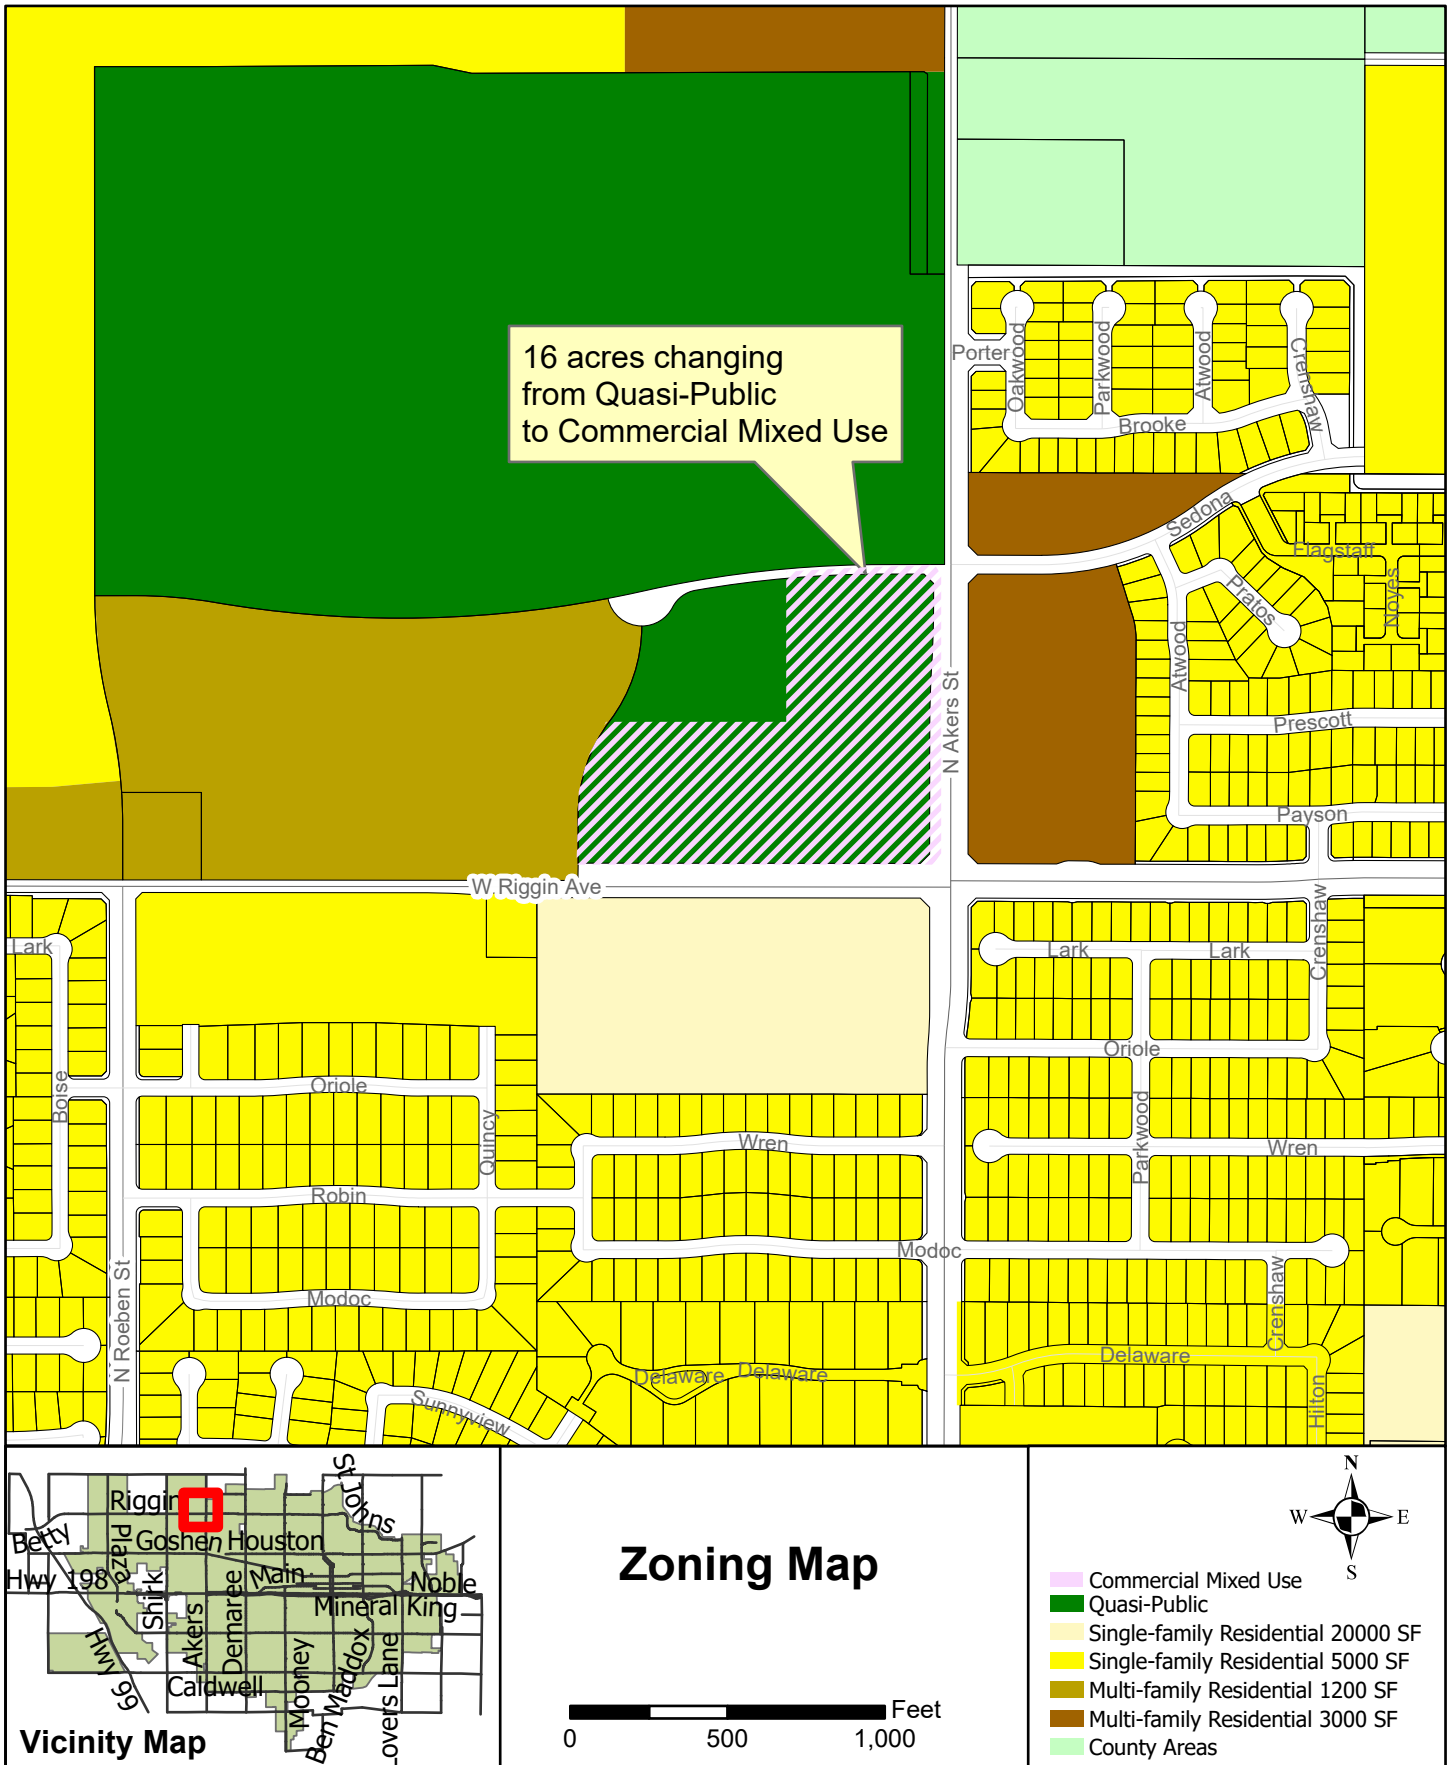 16 acres changing
from Quasi-Public
to Commercial Mixed Use
Porter
Oakwood
Parkwood
Atwood
Crenshaw
Brooke
Sedona
Flagstaff
Noyes
Pratos
Atwood
N Akers St
Prescott
Payson
W Riggin Ave
Crenshaw
Lark
Lark
Lark
Boise
Oriole
Oriole
Quincy
Parkwood
Wren
Wren
Robin
Modoc
Modoc
N Roeben St
Crenshaw
Delaware
Delaware
Delaware
Hilton
Sunnyview
Riggin
St Johns
Betty
Plaza
Goshen
Houston
Hwy 198
Shirk
Main
Noble
Mineral King
Akers
Demaree
Hwy 99
Caldwell
Mooney
Ben Maddox
Lovers Lane
Vicinity Map
Zoning Map
Feet
0
500
1,000
N
W
E
S
Commercial Mixed Use
Quasi-Public
Single-family Residential 20000 SF
Single-family Residential 5000 SF
Multi-family Residential 1200 SF
Multi-family Residential 3000 SF
County Areas